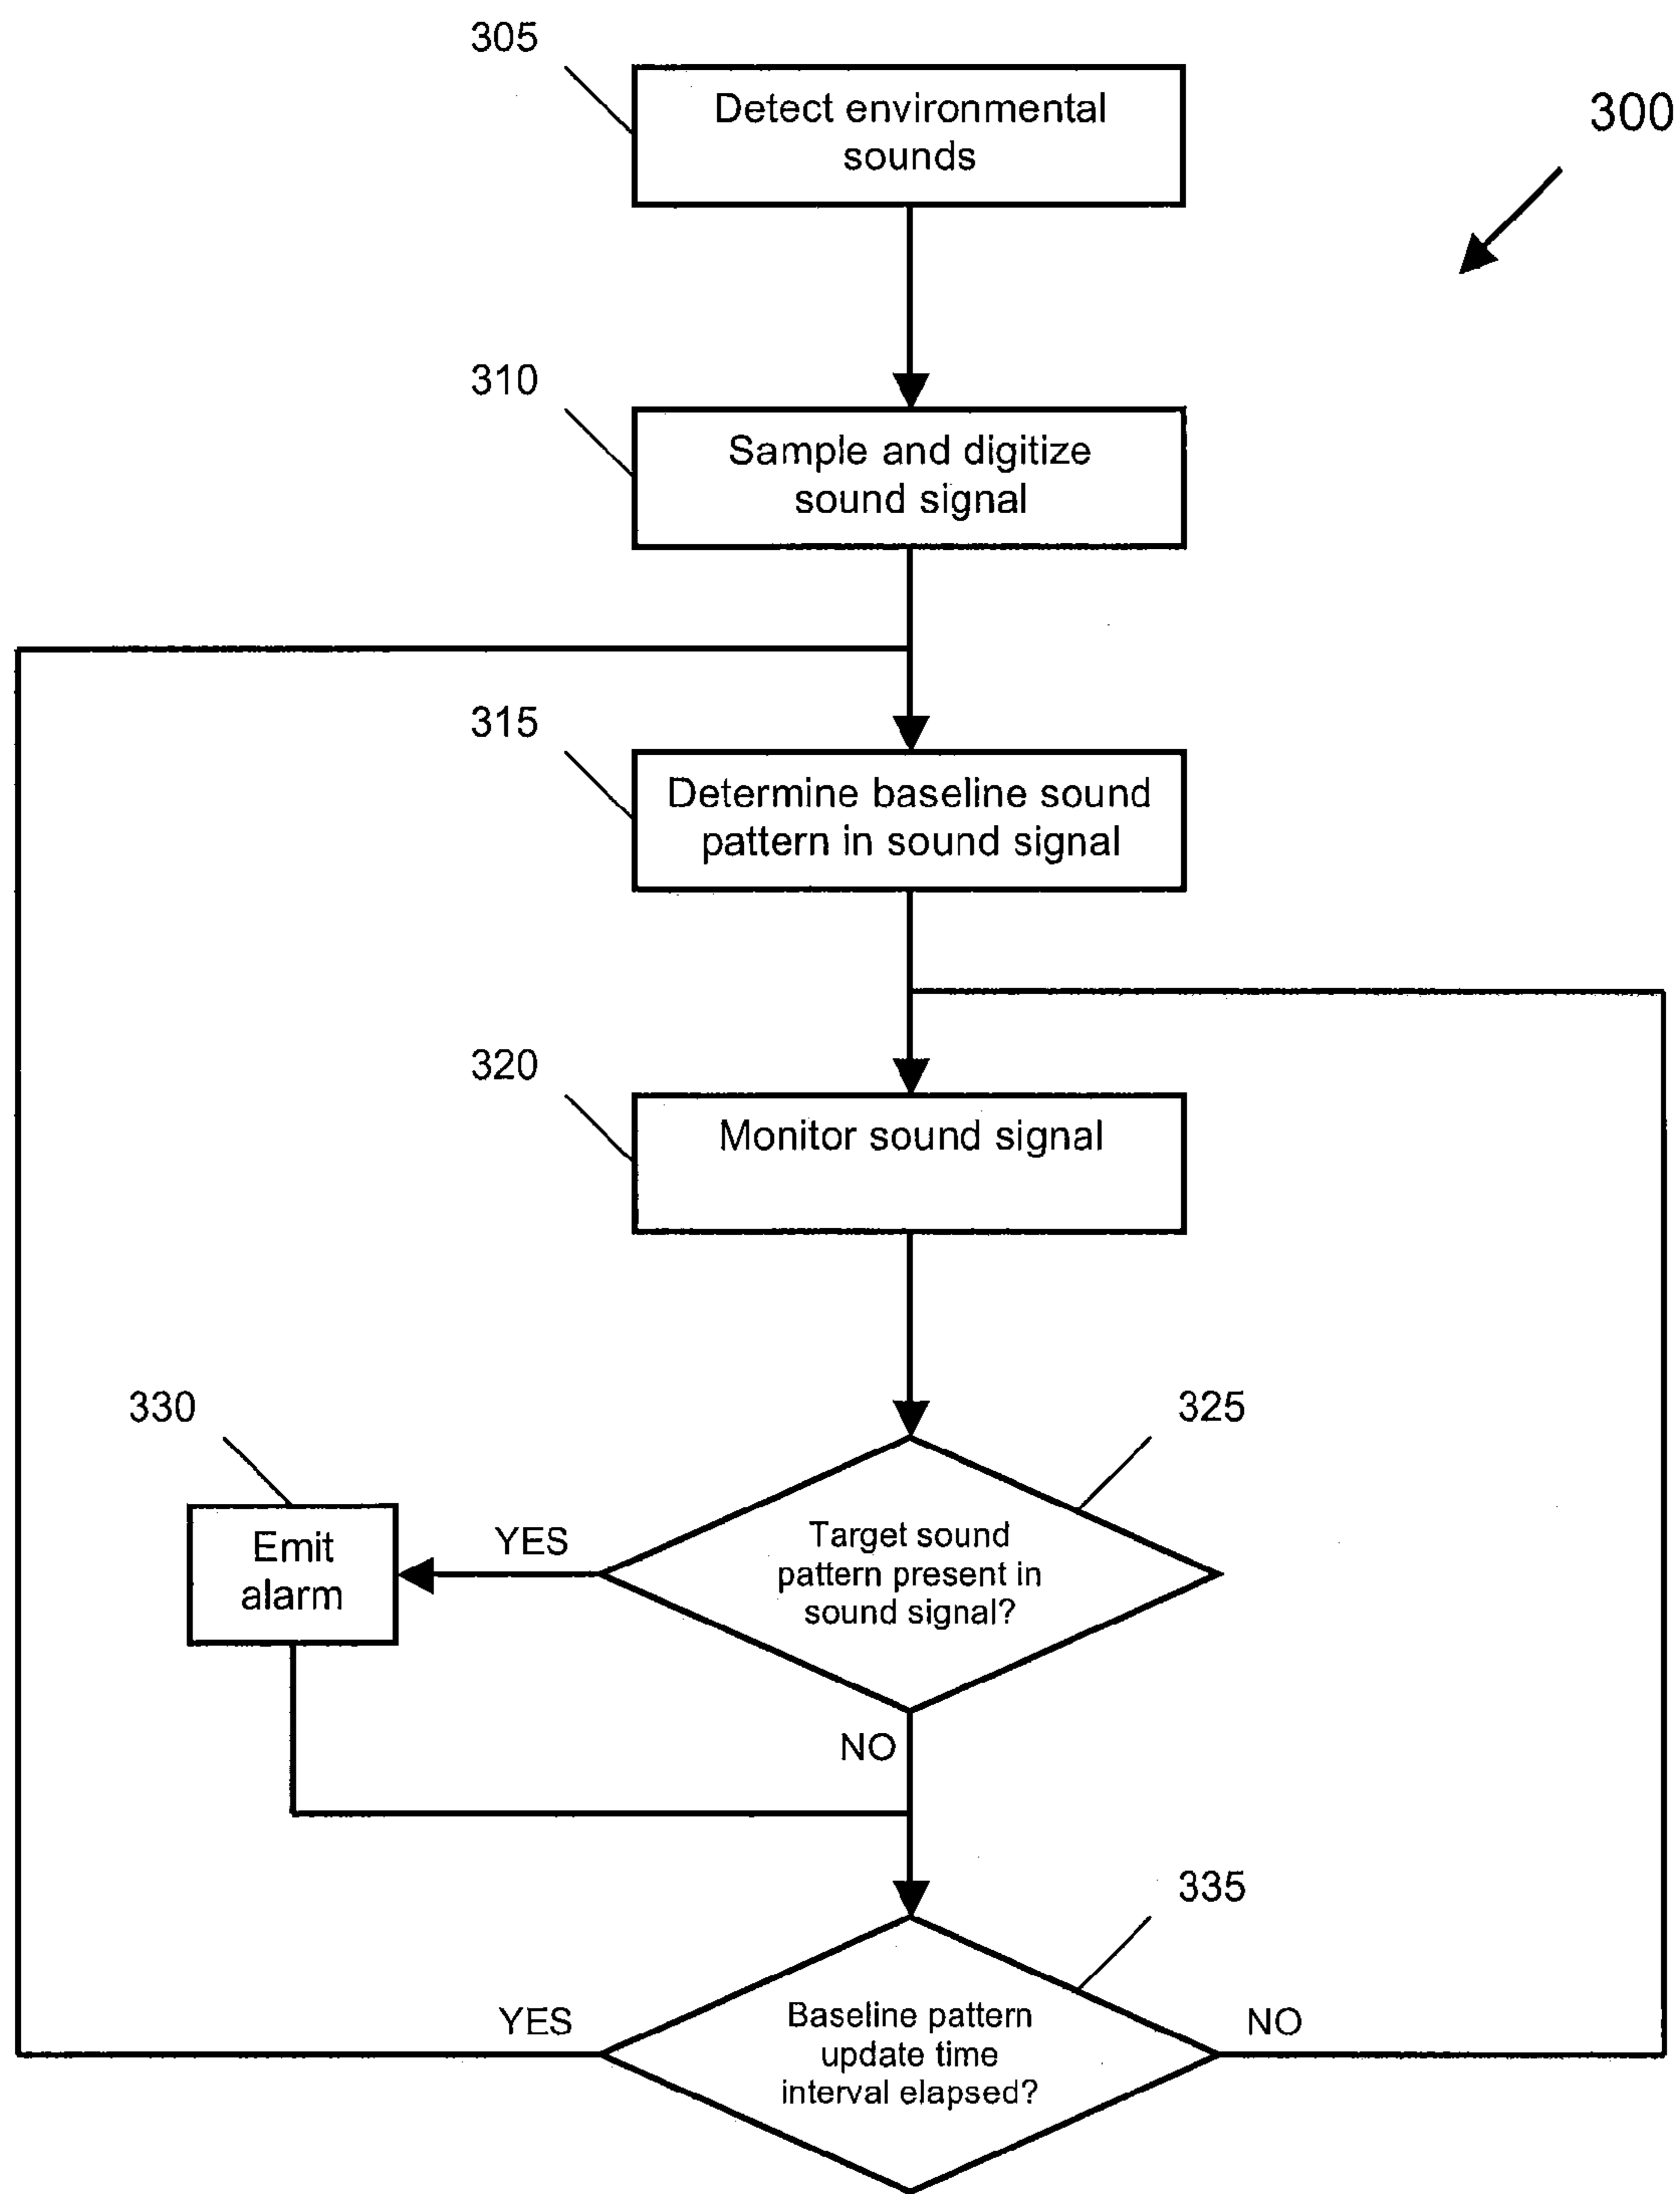 305
Detect environmental
sounds
300
310
Sample and digitize
sound signal
315
Determine baseline sound
pattern in sound signal
320
Monitor sound signal
330
325
Emit
alarm
YES
Target sound
pattern present in
sound signal?
NO
335
YES
Baseline pattern
update time
interval elapsed?
NO